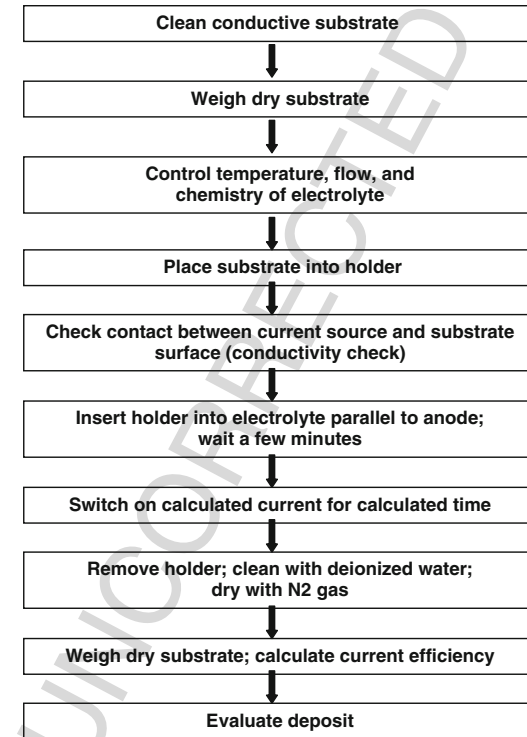 Clean conductive substrate
Weigh dry substrate
Control temperature, flow, and
chemistry of electrolyte
Place substrate into holder
Check contact between current source and substrate
surface (conductivity check)
Insert holder into electrolyte parallel to anode;
wait a few minutes
Switch on calculated current for calculated time
Remove holder; clean with deionized water;
dry with N2 gas
Weigh dry substrate; calculate current efficiency
Evaluate deposit
UNCORRECTED